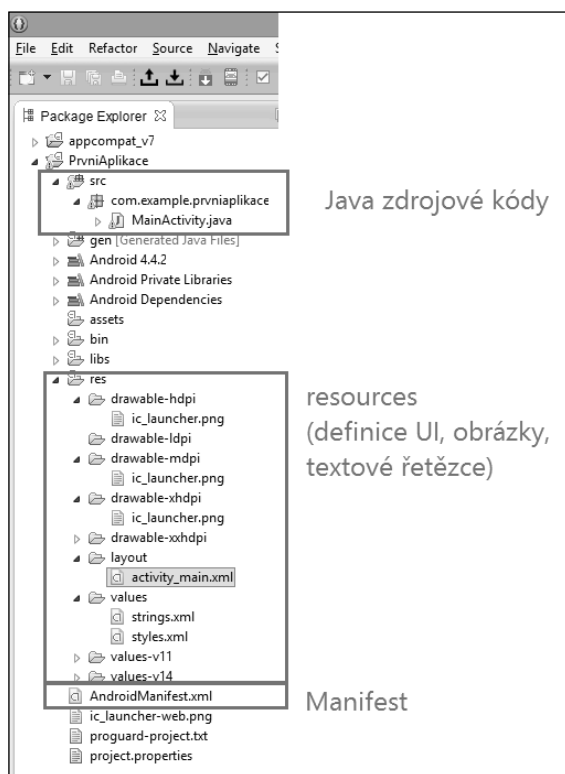 File Edit Refactor Source Navigate
Package Explorer
appcompat_v7
PrvniAplikace
src
com.example.prvniaplikace
MainActivity.java
Java zdrojové kódy
gen [Generated Java Files]
Android 4.4.2
Android Private Libraries
Android Dependencies
assets
bin
libs
res
drawable-hdpi
ic_launcher.png
drawable-ldpi
drawable-mdpi
ic_launcher.png
drawable-xhdpi
ic_launcher.png
drawable-xxhdpi
layout
activity_main.xml
values
strings.xml
styles.xml
values-v11
values-v14
resources
(definice UI, obrázky,
textové řetězce)
AndroidManifest.xml
Manifest
ic_launcher-web.png
proguard-project.txt
project.properties